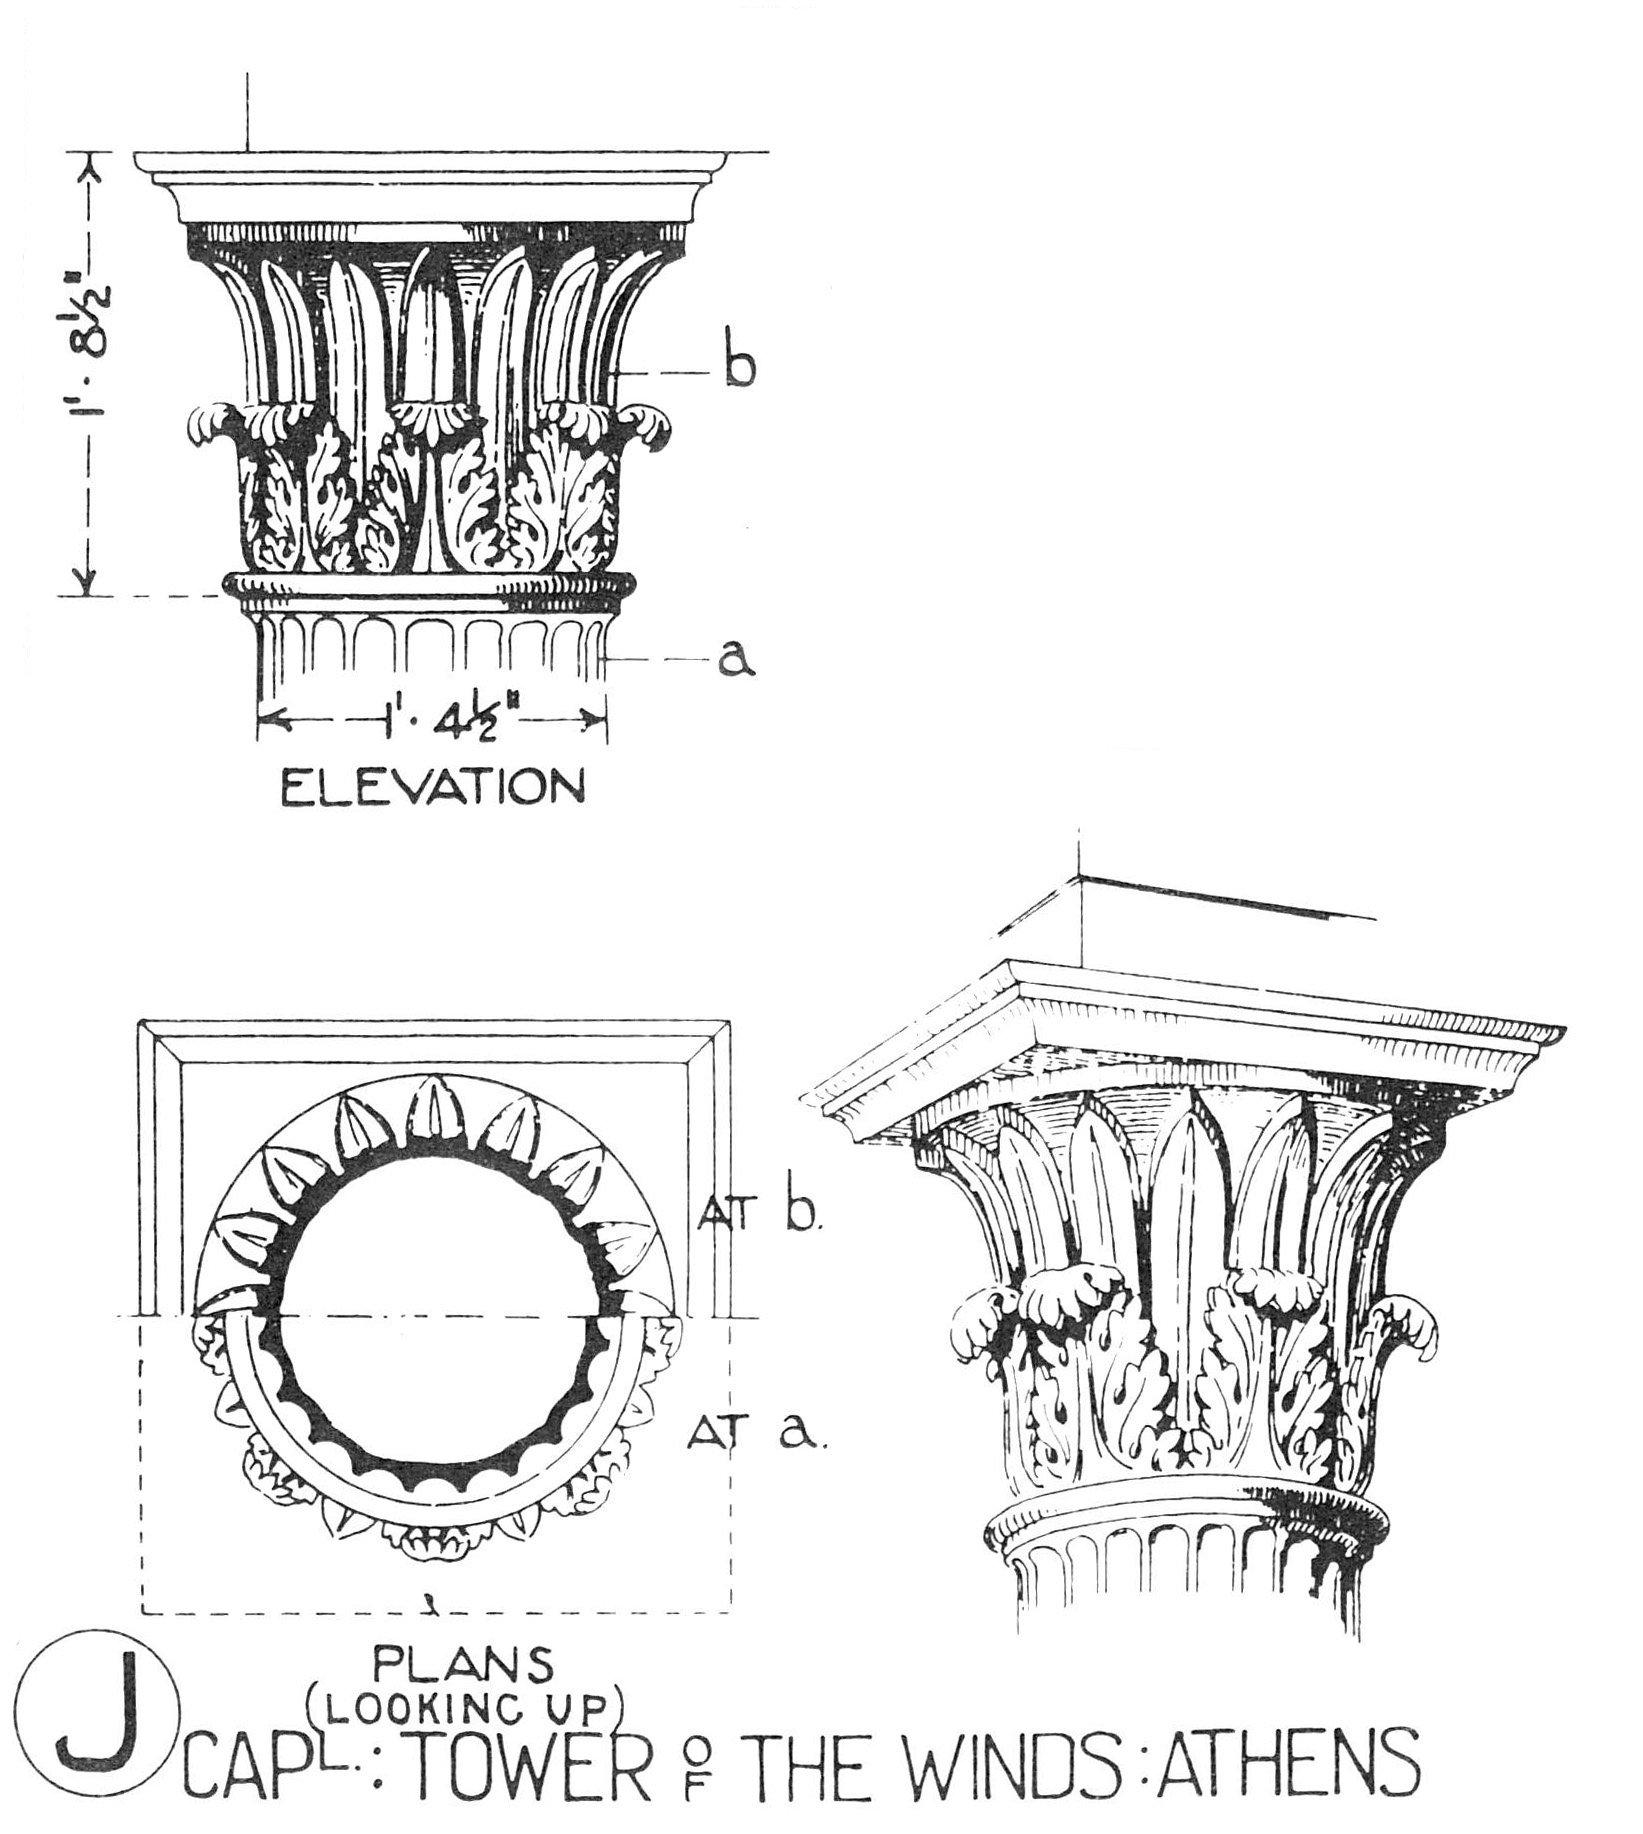 1'. 8½"
b
a
1'. 4½"
ELEVATION
AT b.
AT a.
PLANS
(LOOKING UP)
J
CAPL.: TOWER OF THE WINDS: ATHENS